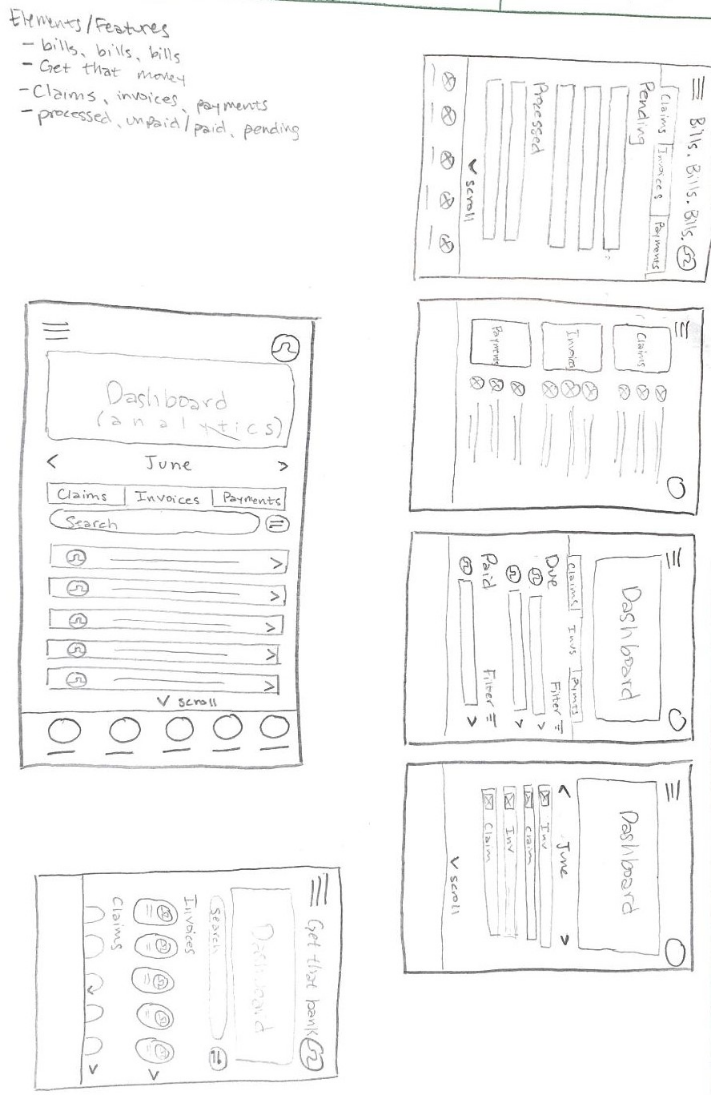 Elements/Features
- bills, bills, bills
- Get that money
- Claims, invoices, payments
- processed, unpaid/paid, pending
Bills. Bills. Bills.
Claims Invoices Payments
Pending
Processed
scroll
Claims
Invoices
Payments
Dashboard
Claims Invs Paymts
Due Filter
Paid Filter
Dashboard
June
Inv
Claim
Inv
Claim
scroll
Dashboard
(analytics)
< June >
Claims Invoices Payments
Search
scroll
Get that bank
Dashboard
Search
Invoices
Claims